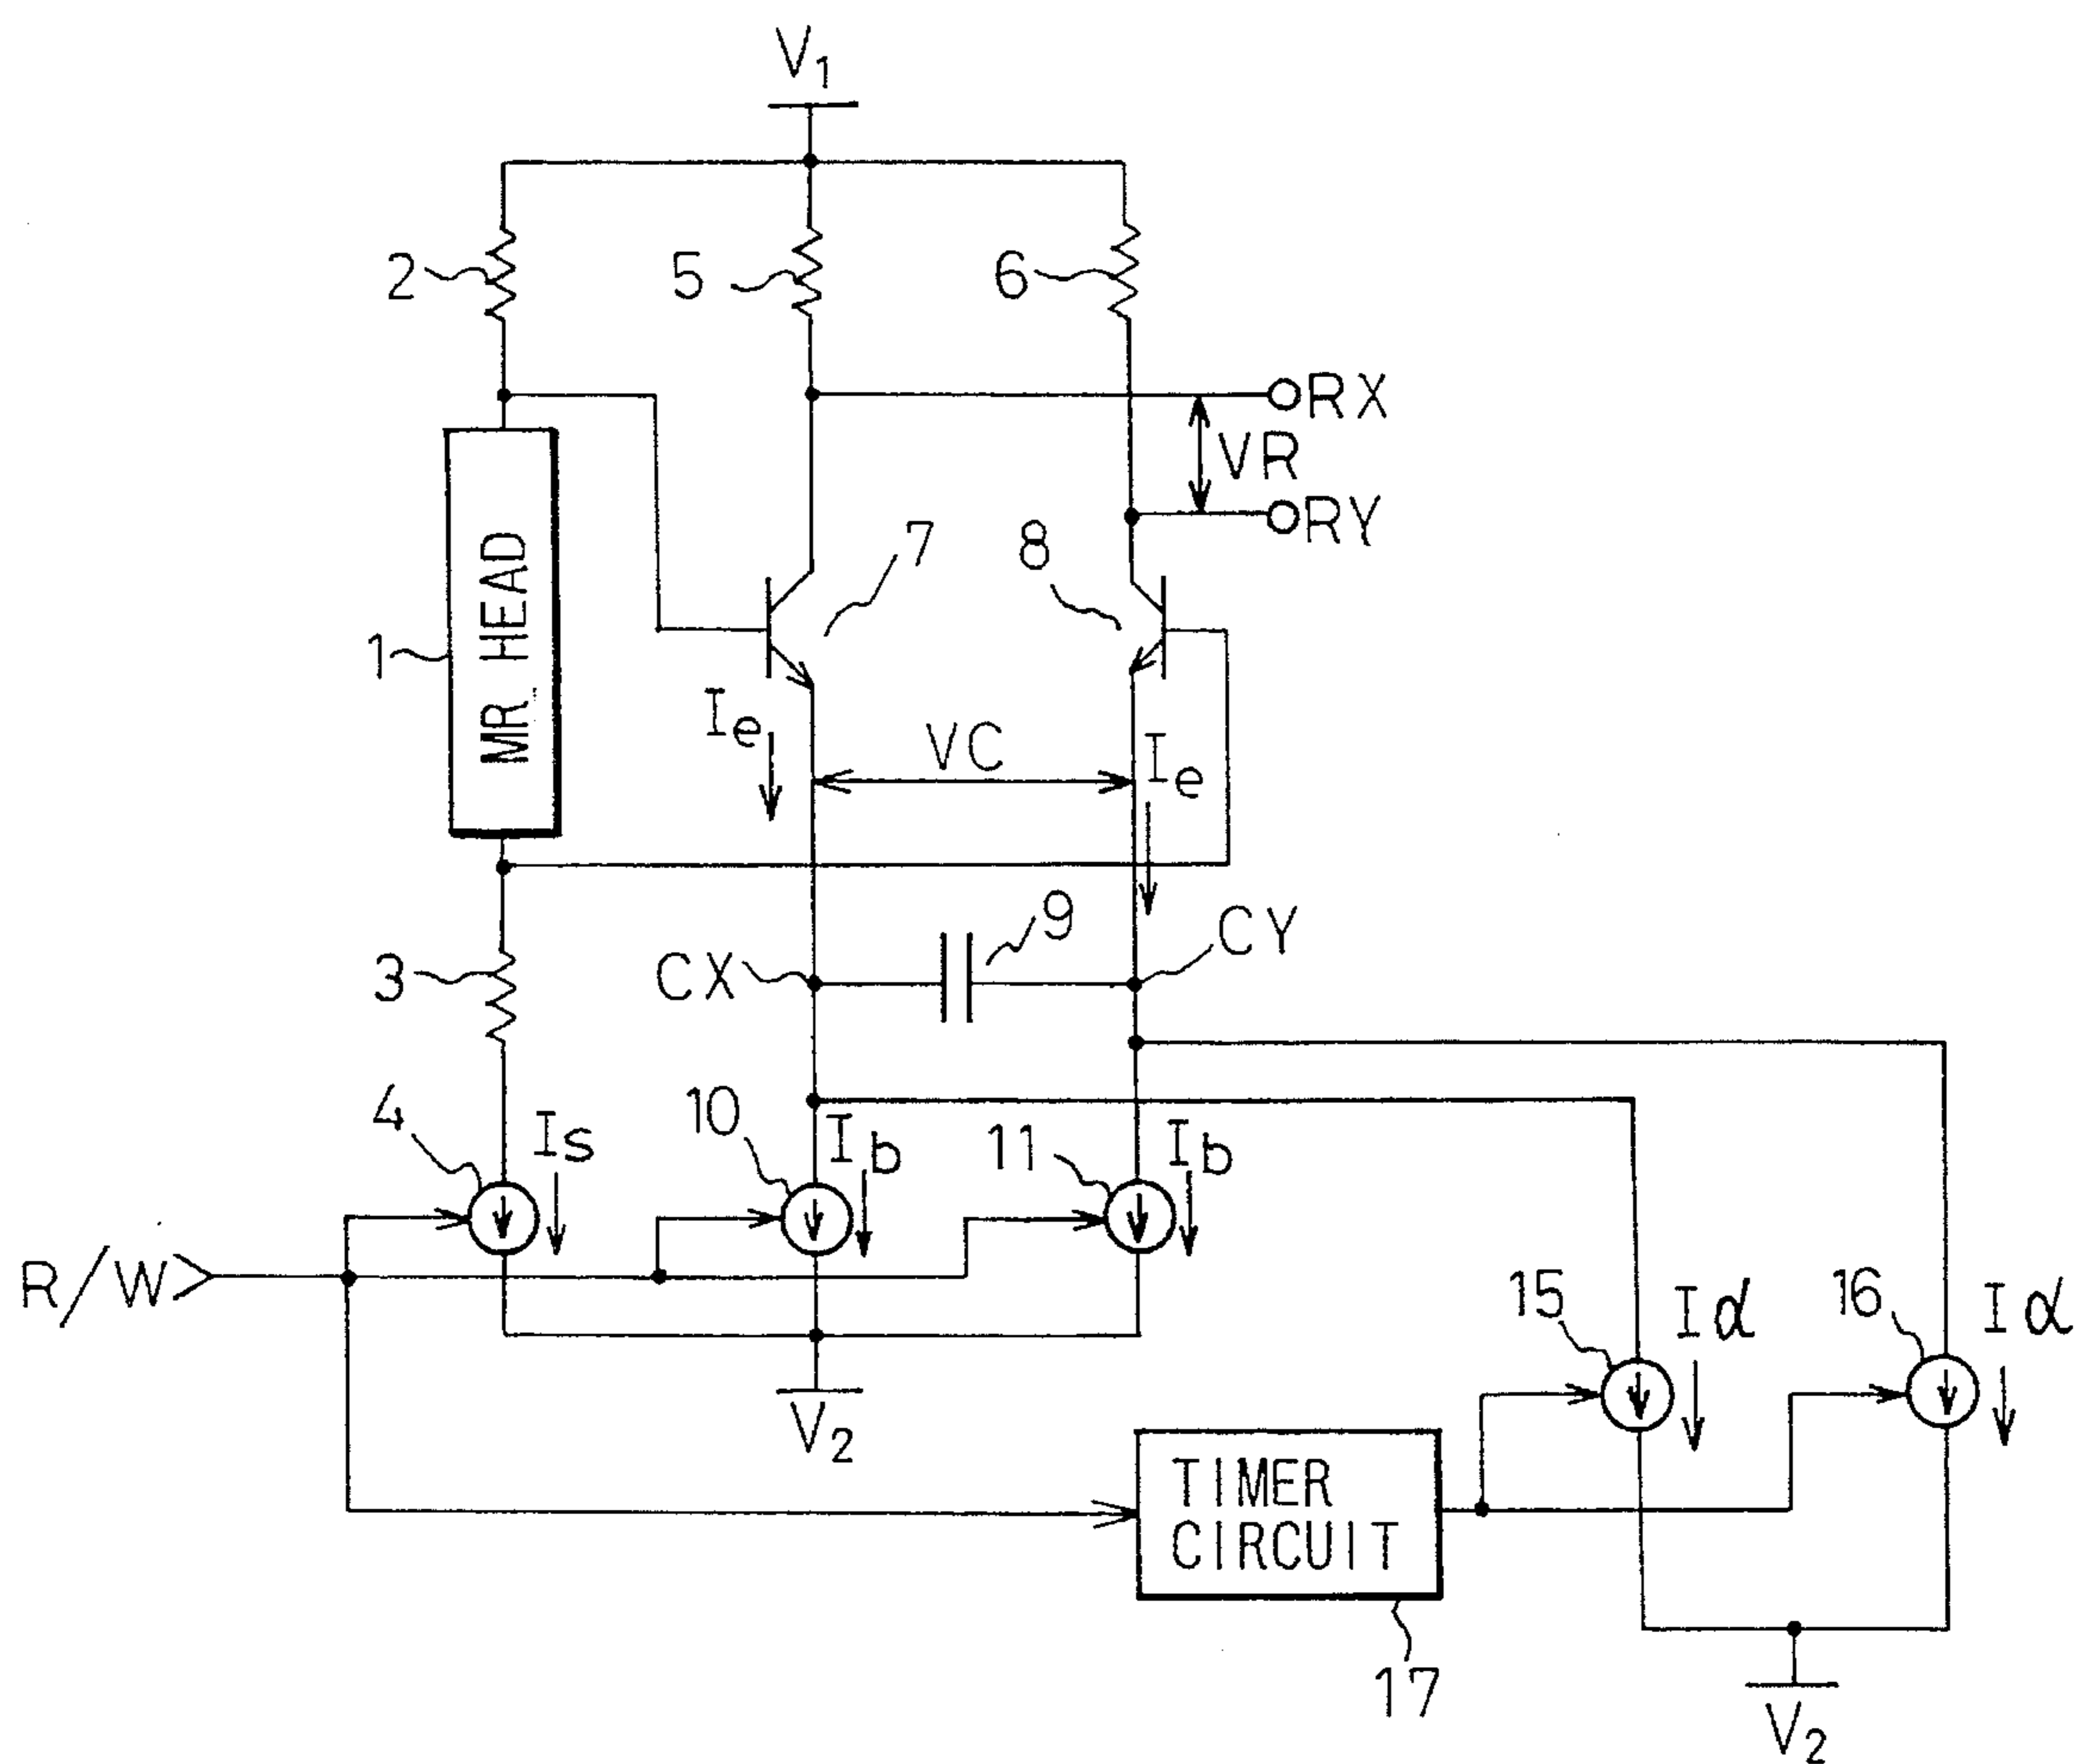 V1
2
5
6
RX
VR
RY
7
8
1
MR HEAD
Ie
VC
Ie
9
CX
CY
3
4
Is
10
Ib
11
Ib
R/W
15
Iα
16
Iα
V2
TIMER
CIRCUIT
17
V2